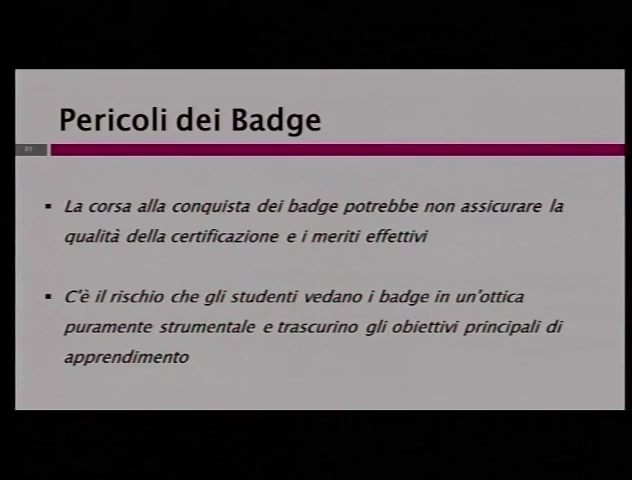 Pericoli dei Badge
La corsa alla conquista dei badge potrebbe non assicurare la
qualità della certificazione e i meriti effettivi
C'è il rischio che gli studenti vedano i badge in un'ottica
puramente strumentale e trascurino gli obiettivi principali di
apprendimento